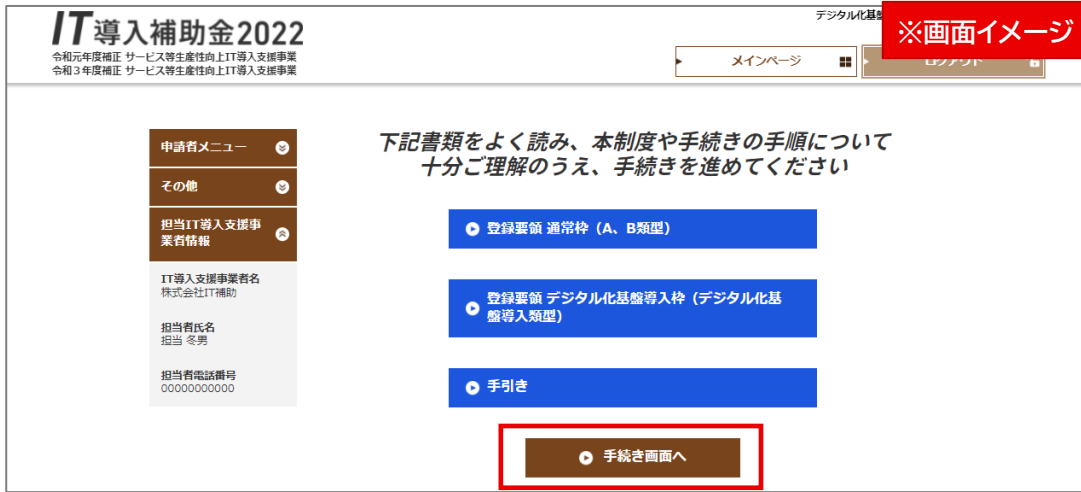 IT導入補助金2022
令和元年度補正 サービス等生産性向上IT導入支援事業
令和3年度補正 サービス等生産性向上IT導入支援事業
デジタル化基
※画面イメージ
メインページ
ログアウト
申請者メニュー
その他
担当IT導入支援事
業者情報
IT導入支援事業者名
株式会社IT補助
担当者氏名
担当 冬男
担当者電話番号
00000000000
下記書類をよく読み、本制度や手続きの手順について
十分ご理解のうえ、手続きを進めてください
登録要領 通常枠（A、B類型）
登録要領 デジタル化基盤導入枠（デジタル化基
盤導入類型）
手引き
手続き画面へ